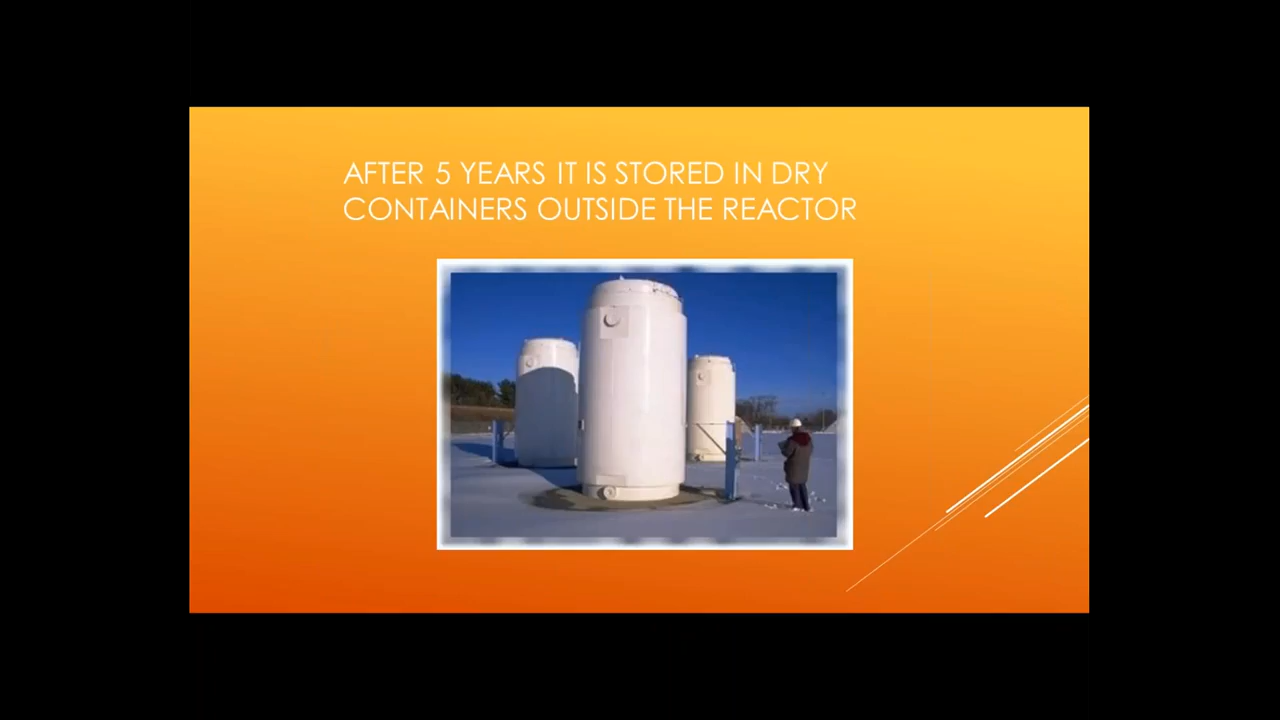 AFTER 5 YEARS IT IS STORED IN DRY
CONTAINERS OUTSIDE THE REACTOR